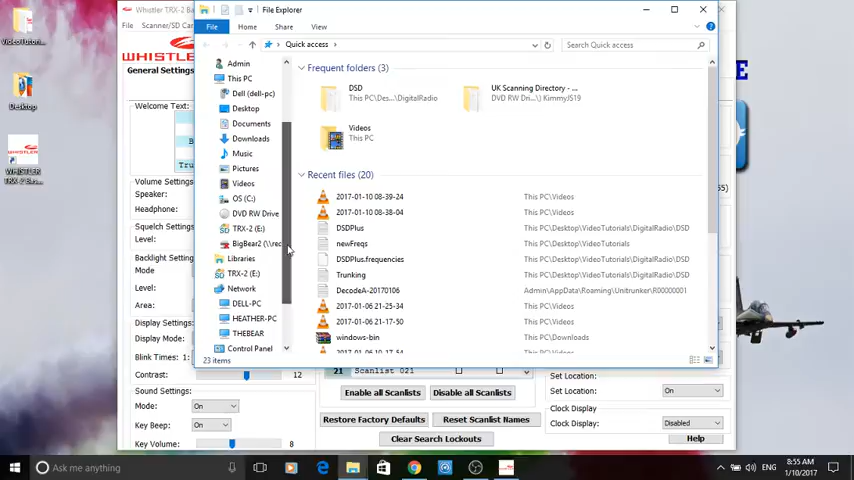 VideoTutori...
Desktop
WHISTLER
TRX-2 Bas...
Whistler TRX-2
File Scanner/SD Car
WHISTLER
General Settings
Welcome Text:
B
Tru
Volume Settings
Speaker:
Headphone:
Squelch Settings
Level:
Backlight Settings
Mode
Level:
Area:
Display Settings
Display Mode:
Blink Times: 1:
Contrast: 12
Sound Settings
Mode: On
Key Beep: On
Key Volume: 8
File Explorer
File Home Share View
Quick access
Search Quick access
Admin
This PC
Dell (dell-pc)
Desktop
Documents
Downloads
Music
Pictures
Videos
OS (C:)
DVD RW Drive
TRX-2 (E:)
BigBear2 (\\re
Libraries
TRX-2 (E:)
Network
DELL-PC
HEATHER-PC
THEBEAR
Control Panel
23 items
Frequent folders (3)
DSD
This PC\Des...\DigitalRadio
UK Scanning Directory - ...
DVD RW Dri...\) KimmyJS19
Videos
This PC
Recent files (20)
2017-01-10 08-39-24 This PC\Videos
2017-01-10 08-38-04 This PC\Videos
DSDPlus This PC\Desktop\VideoTutorials\DigitalRadio\DSD
newFreqs This PC\Desktop\VideoTutorials
DSDPlus.frequencies This PC\Desktop\VideoTutorials\DigitalRadio\DSD
Trunking This PC\Desktop\VideoTutorials\DigitalRadio\DSD
DecodeA-20170106 Admin\AppData\Roaming\Unitrunker\R00000001
2017-01-06 21-25-34 This PC\Videos
2017-01-06 21-17-50 This PC\Videos
windows-bin This PC\Downloads
E
55)
21 Scanlist 021
Enable all Scanlists Disable all Scanlists
Restore Factory Defaults Reset Scanlist Names
Clear Search Lockouts
Set Location:
Set Location: On
Clock Display
Clock Display: Disabled
Help
Ask me anything
ENG
8:55 AM
1/10/2017